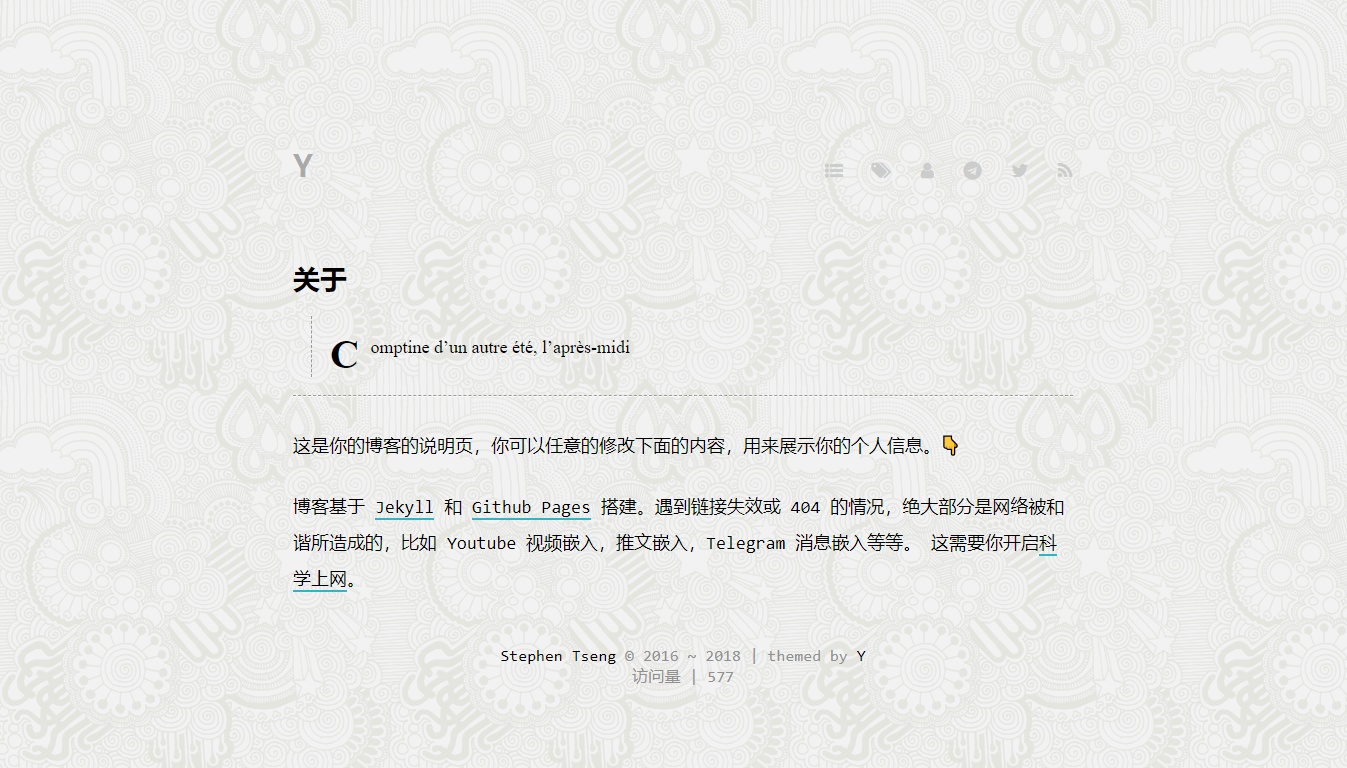 Y
关于
Comptine d’un autre été, l’après-midi
这是你的博客的说明页，你可以任意的修改下面的内容，用来展示你的个人信息。👇
博客基于 Jekyll 和 Github Pages 搭建。遇到链接失效或 404 的情况，绝大部分是网络被和
谐所造成的，比如 Youtube 视频嵌入，推文嵌入，Telegram 消息嵌入等等。 这需要你开启科
学上网。
Stephen Tseng © 2016 ~ 2018 | themed by Y
访问量 | 577